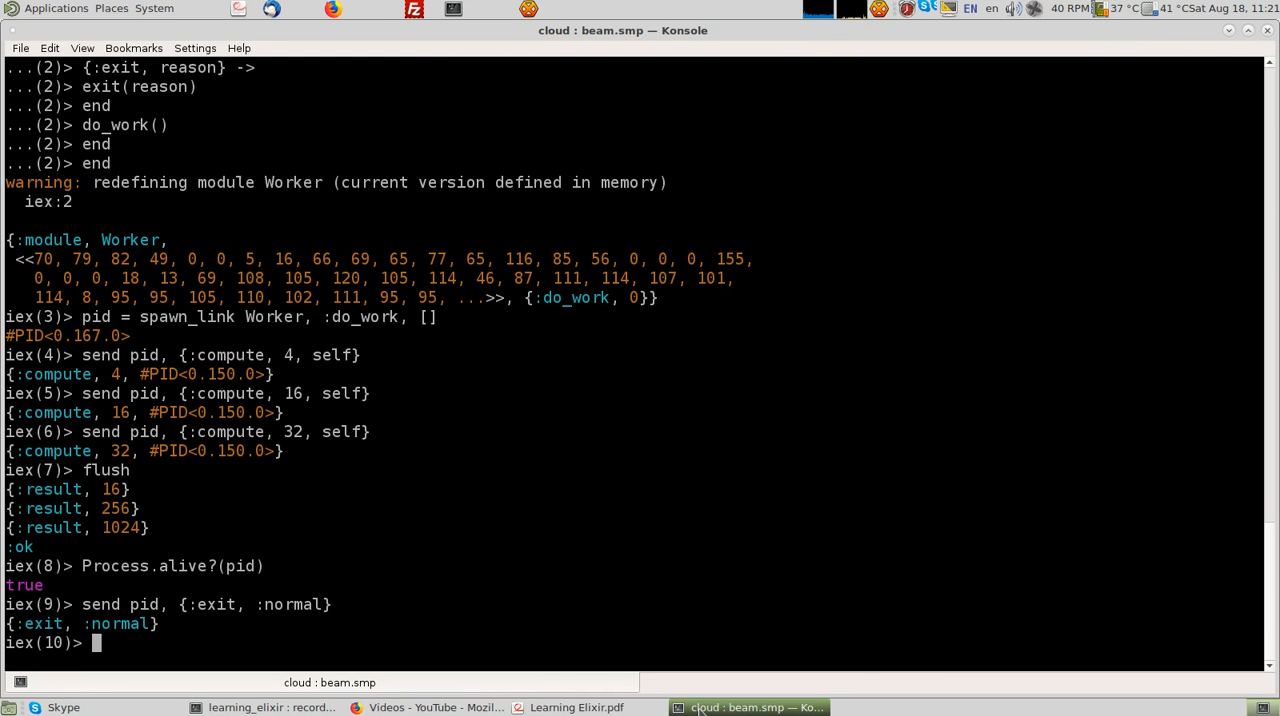 Applications Places System
EN en 40 RPM 37 °C 41 °C Sat Aug 18, 11:21
cloud : beam.smp — Konsole
File Edit View Bookmarks Settings Help
...(2)> {:exit, reason} ->
...(2)> exit(reason)
...(2)> end
...(2)> do_work()
...(2)> end
...(2)> end
warning: redefining module Worker (current version defined in memory)
iex:2
{:module, Worker,
<<70, 79, 82, 49, 0, 0, 5, 16, 66, 69, 65, 77, 65, 116, 85, 56, 0, 0, 0, 155,
0, 0, 0, 18, 13, 69, 108, 105, 120, 105, 114, 46, 87, 111, 114, 107, 101,
114, 8, 95, 95, 105, 110, 102, 111, 95, 95, ...>>, {:do_work, 0}}
iex(3)> pid = spawn_link Worker, :do_work, []
#PID<0.167.0>
iex(4)> send pid, {:compute, 4, self}
{:compute, 4, #PID<0.150.0>}
iex(5)> send pid, {:compute, 16, self}
{:compute, 16, #PID<0.150.0>}
iex(6)> send pid, {:compute, 32, self}
{:compute, 32, #PID<0.150.0>}
iex(7)> flush
{:result, 16}
{:result, 256}
{:result, 1024}
:ok
iex(8)> Process.alive?(pid)
true
iex(9)> send pid, {:exit, :normal}
{:exit, :normal}
iex(10)>
cloud : beam.smp
Skype learning_elixir : record... Videos - YouTube - Mozil... Learning Elixir.pdf cloud : beam.smp — Ko...